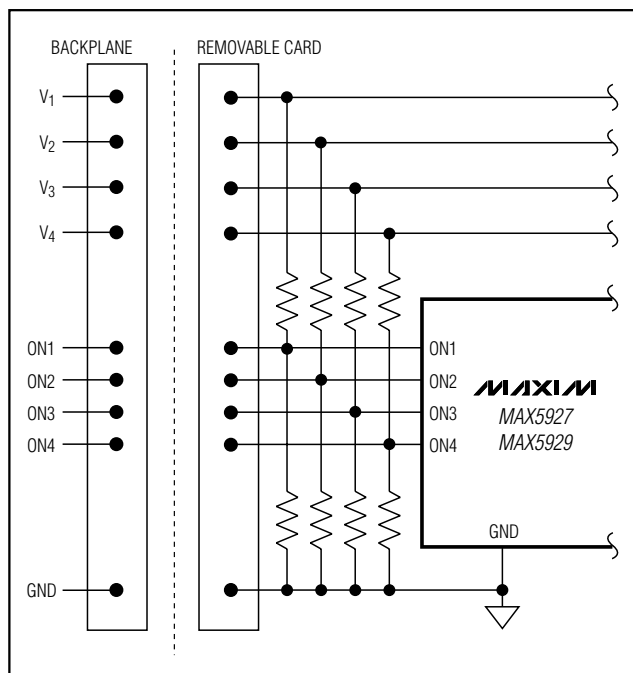 BACKPLANE
REMOVABLE CARD
V1
V2
V3
V4
ON1
ON2
ON3
ON4
GND
ON1
ON2
ON3
ON4
MAXIM
MAX5927
MAX5929
GND